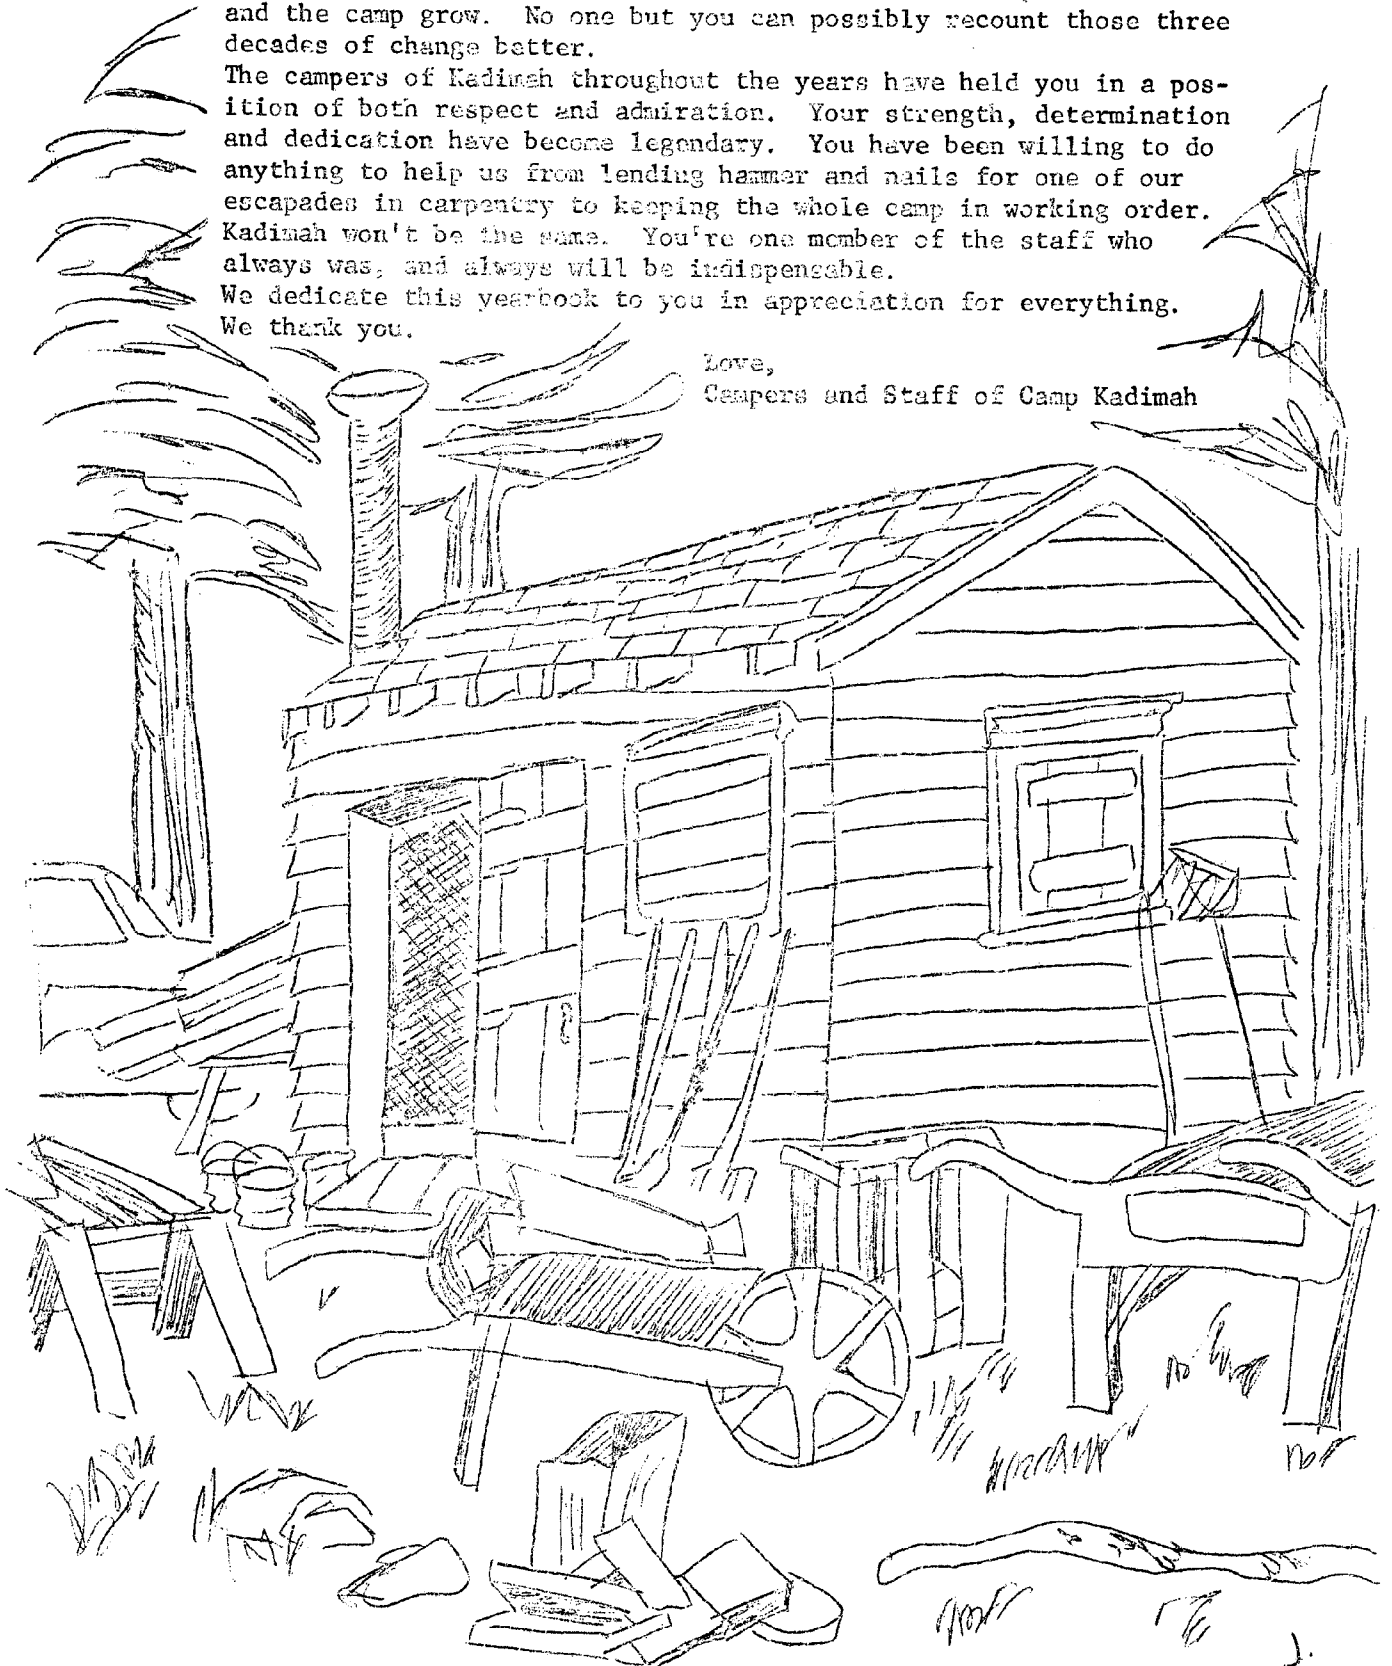 and the camp grow. No one but you can possibly recount those three
decades of change better.
The campers of Kadimah throughout the years have held you in a pos-
ition of both respect and admiration. Your strength, determination
and dedication have become legendary. You have been willing to do
anything to help us from lending hammer and nails for one of our
escapades in carpentry to keeping the whole camp in working order.
Kadimah won't be the same. You're one member of the staff who
always was, and always will be indispensable.
We dedicate this yearbook to you in appreciation for everything.
We thank you.
Love,
Campers and Staff of Camp Kadimah
J.